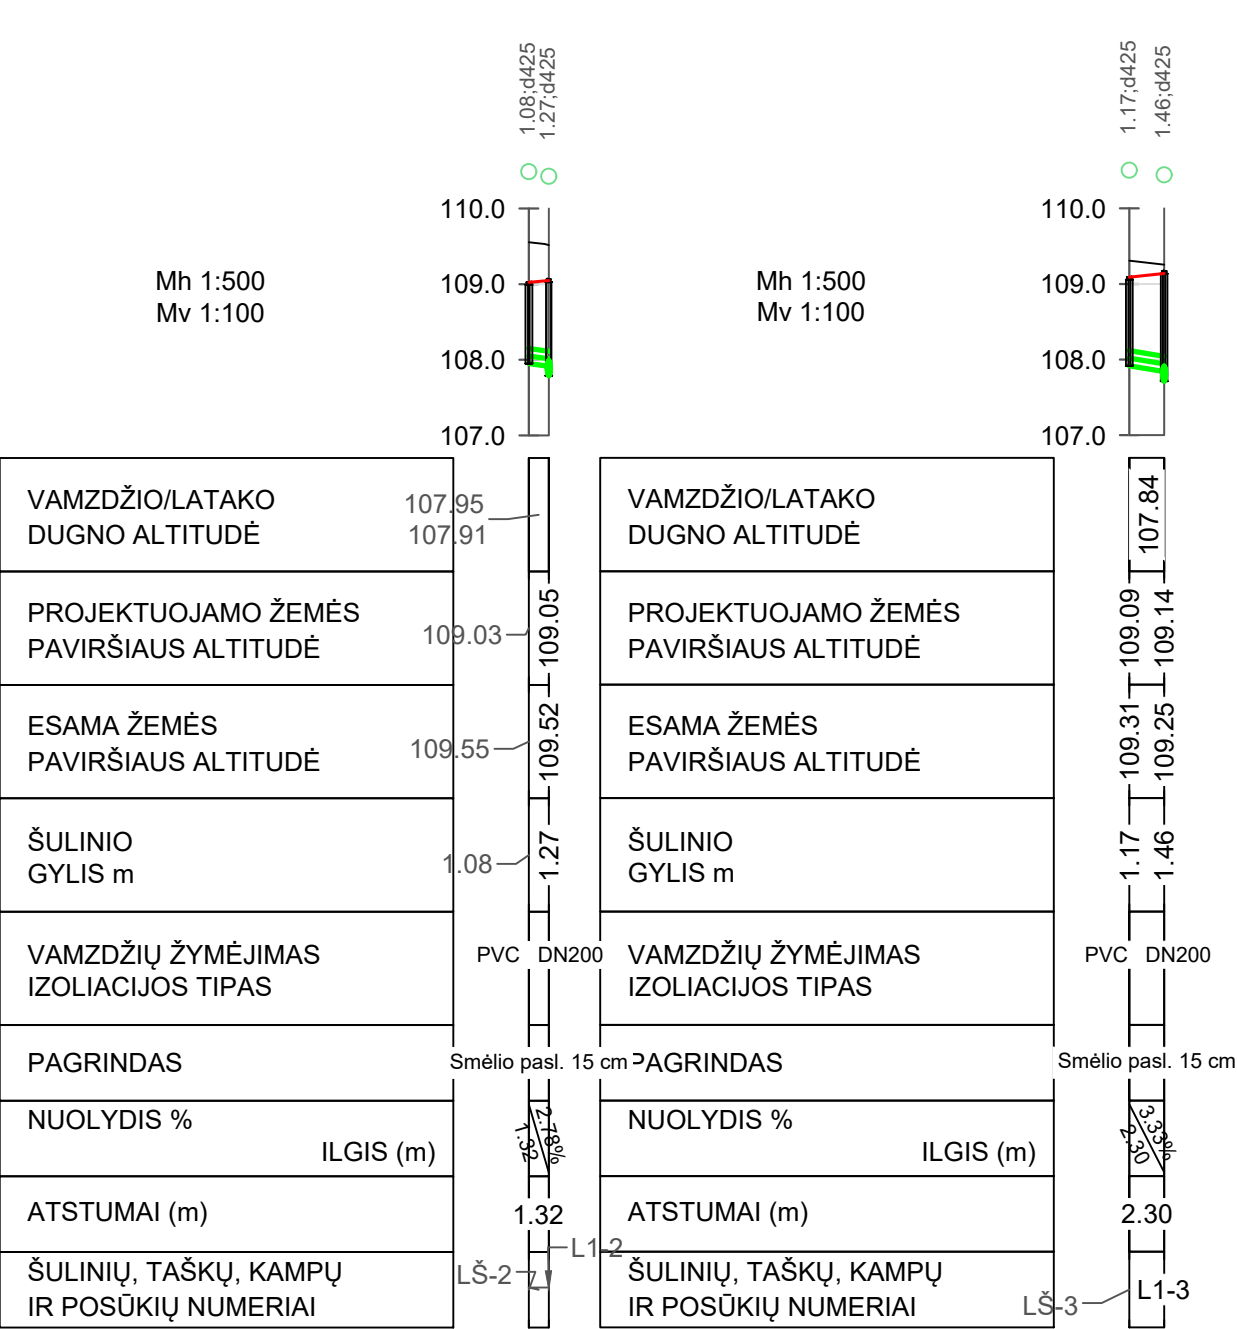 1.08;d425
1.27;d425
110.0
109.0
108.0
107.0
Mh 1:500
Mv 1:100
VAMZDŽIO/LATAKO
DUGNO ALTITUDĖ
107.95
107.91
PROJEKTUOJAMO ŽEMĖS
PAVIRŠIAUS ALTITUDĖ
109.03
109.05
ESAMA ŽEMĖS
PAVIRŠIAUS ALTITUDĖ
109.55
109.52
ŠULINIO
GYLIS m
1.08
1.27
VAMZDŽIŲ ŽYMĖJIMAS
IZOLIACIJOS TIPAS
PVC DN200
PAGRINDAS
Smėlio pasl. 15 cm
NUOLYDIS %
ILGIS (m)
2.78%
1.32
ATSTUMAI (m)
1.32
ŠULINIŲ, TAŠKŲ, KAMPŲ
IR POSŪKIŲ NUMERIAI
LŠ-2
L1-2
1.17;d425
1.46;d425
110.0
109.0
108.0
107.0
Mh 1:500
Mv 1:100
VAMZDŽIO/LATAKO
DUGNO ALTITUDĖ
107.84
PROJEKTUOJAMO ŽEMĖS
PAVIRŠIAUS ALTITUDĖ
109.09
109.14
ESAMA ŽEMĖS
PAVIRŠIAUS ALTITUDĖ
109.31
109.25
ŠULINIO
GYLIS m
1.17
1.46
VAMZDŽIŲ ŽYMĖJIMAS
IZOLIACIJOS TIPAS
PVC DN200
PAGRINDAS
Smėlio pasl. 15 cm
NUOLYDIS %
ILGIS (m)
3.33%
2.30
ATSTUMAI (m)
2.30
ŠULINIŲ, TAŠKŲ, KAMPŲ
IR POSŪKIŲ NUMERIAI
LŠ-3
L1-3